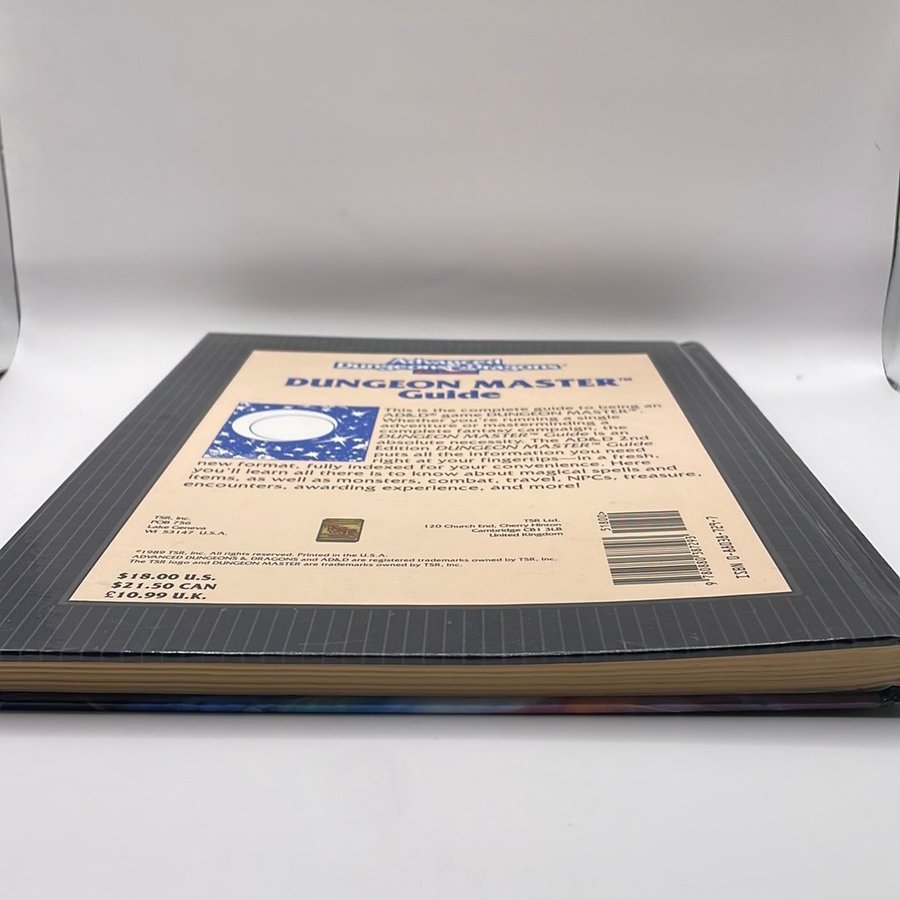 Advanced
Dungeons & Dragons®
DUNGEON MASTER™
Guide
This is the complete guide to being an
AD&D® game DUNGEON MASTER™.
Whether you're running a single
adventure or masterminding a
complete fantasy campaign, the
DUNGEON MASTER™ Guide is an
absolute necessity. The AD&D 2nd
Edition DUNGEON MASTER™ Guide
puts all the information you need
right at your fingertips—in a fresh,
new format, fully indexed for your convenience. Here
you'll learn all there is to know about magical spells and
items, as well as monsters, combat, travel, NPCs, treasure,
encounters, awarding experience, and more!
TSR, Inc.
POB 756
Lake Geneva
WI 53147 U.S.A.
TSR Ltd.
120 Church End, Cherry Hinton
Cambridge CB1 3LB
United Kingdom
©1989 TSR, Inc. All rights reserved. Printed in the U.S.A.
ADVANCED DUNGEONS & DRAGONS and AD&D are registered trademarks owned by TSR, Inc.
The TSR logo and DUNGEON MASTER are trademarks owned by TSR, Inc.
$18.00 U.S.
$21.50 CAN
£10.99 U.K.
51800